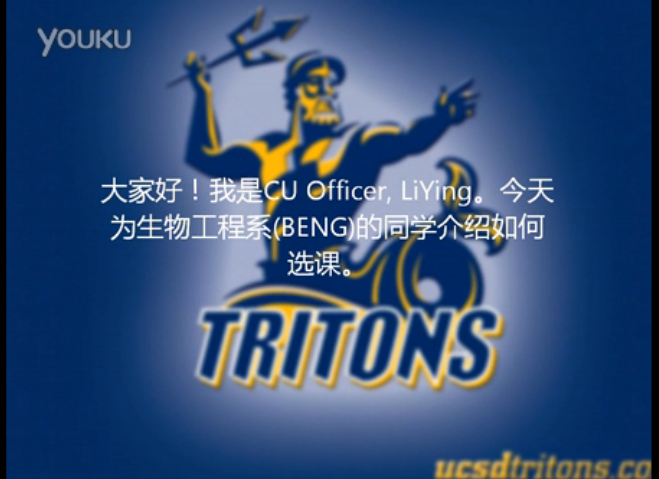 YOUKU
大家好！我是CU Officer, LiYing。今天
为生物工程系(BENG)的同学介绍如何
选课。
TRITONS
ucsdtritons.co